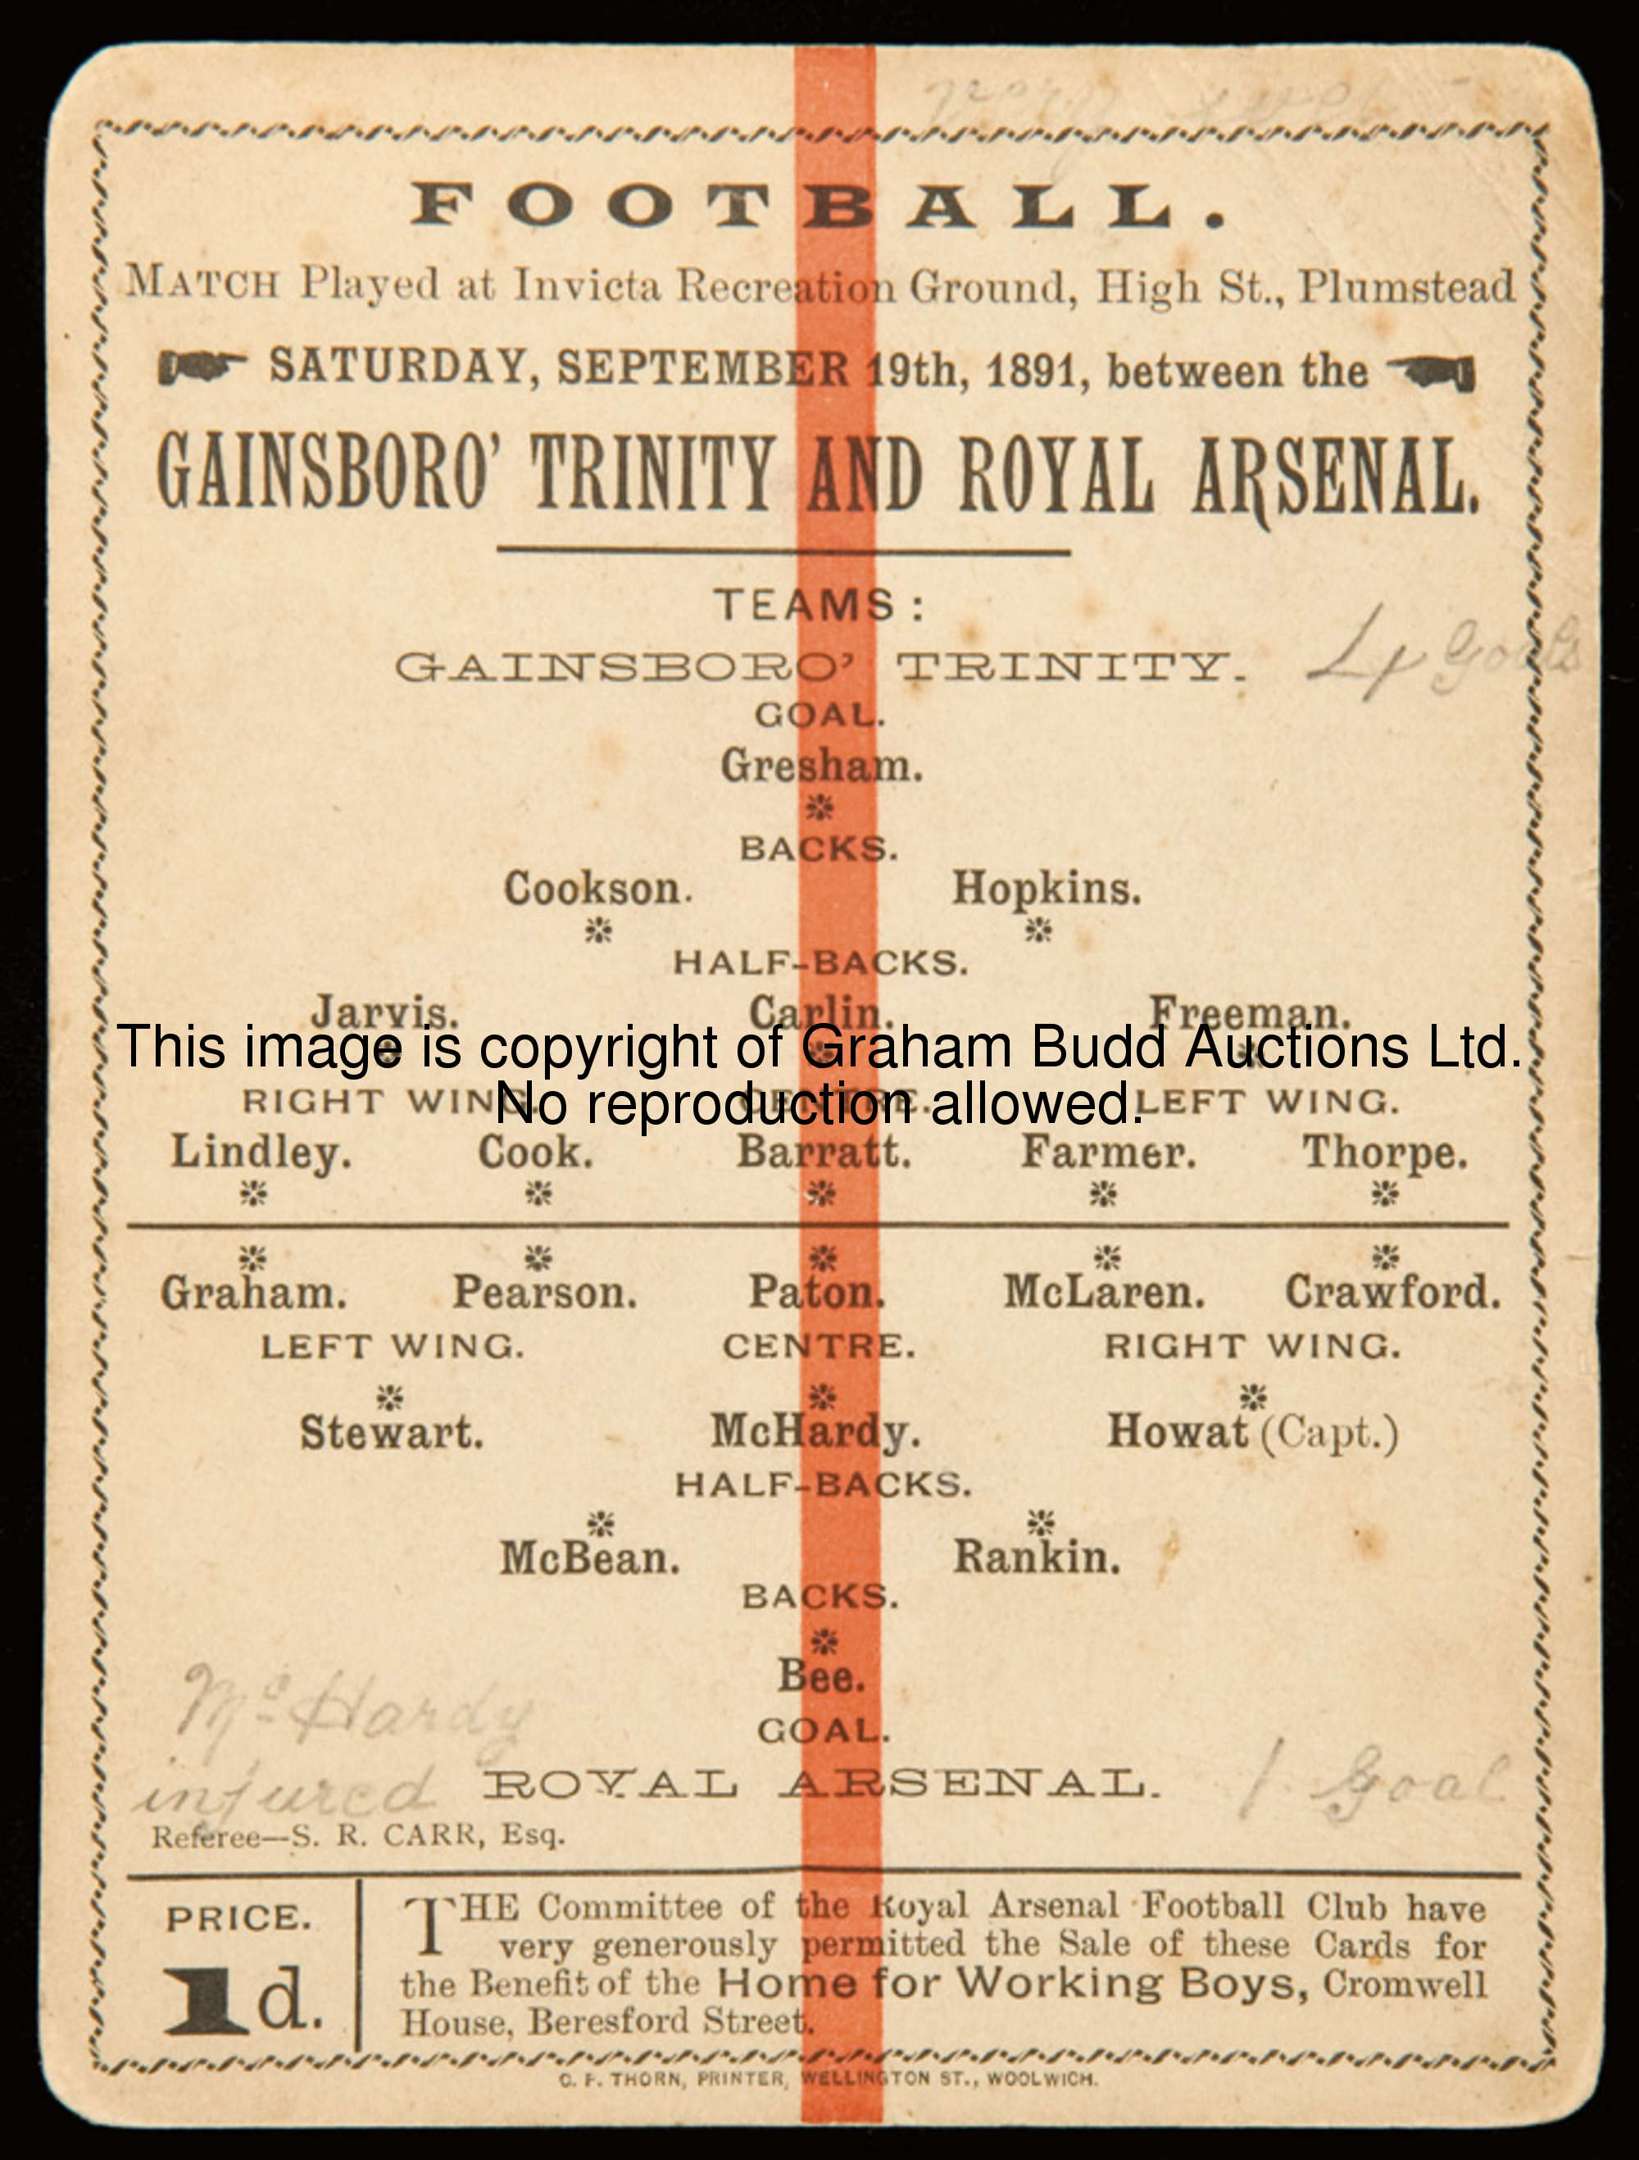 FOOTBALL.
MATCH Played at Invicta Recreation Ground, High St., Plumstead
SATURDAY, SEPTEMBER 19th, 1891, between the
GAINSBORO' TRINITY AND ROYAL ARSENAL.
TEAMS:
GAINSBORO' TRINITY. 4 Goals
GOAL.
Gresham.
BACKS.
Cookson. Hopkins.
HALF-BACKS.
Jarvis. Carlin. Freeman.
This image is copyright of Graham Budd Auctions Ltd.
No reproduction allowed.
RIGHT WING. CENTRE. LEFT WING.
Lindley. Cook. Barratt. Farmer. Thorpe.
Graham. Pearson. Paton. McLaren. Crawford.
LEFT WING. CENTRE. RIGHT WING.
Stewart. McHardy. Howat (Capt.)
HALF-BACKS.
McBean. Rankin.
BACKS.
Bee.
GOAL.
McHardy
injured
ROYAL ARSENAL. 1 Goal
Referee—S. R. CARR, Esq.
PRICE.
1d.
THE Committee of the Royal Arsenal Football Club have
very generously permitted the Sale of these Cards for
the Benefit of the Home for Working Boys, Cromwell
House, Beresford Street.
C. F. THORN, PRINTER, WELLINGTON ST., WOOLWICH.